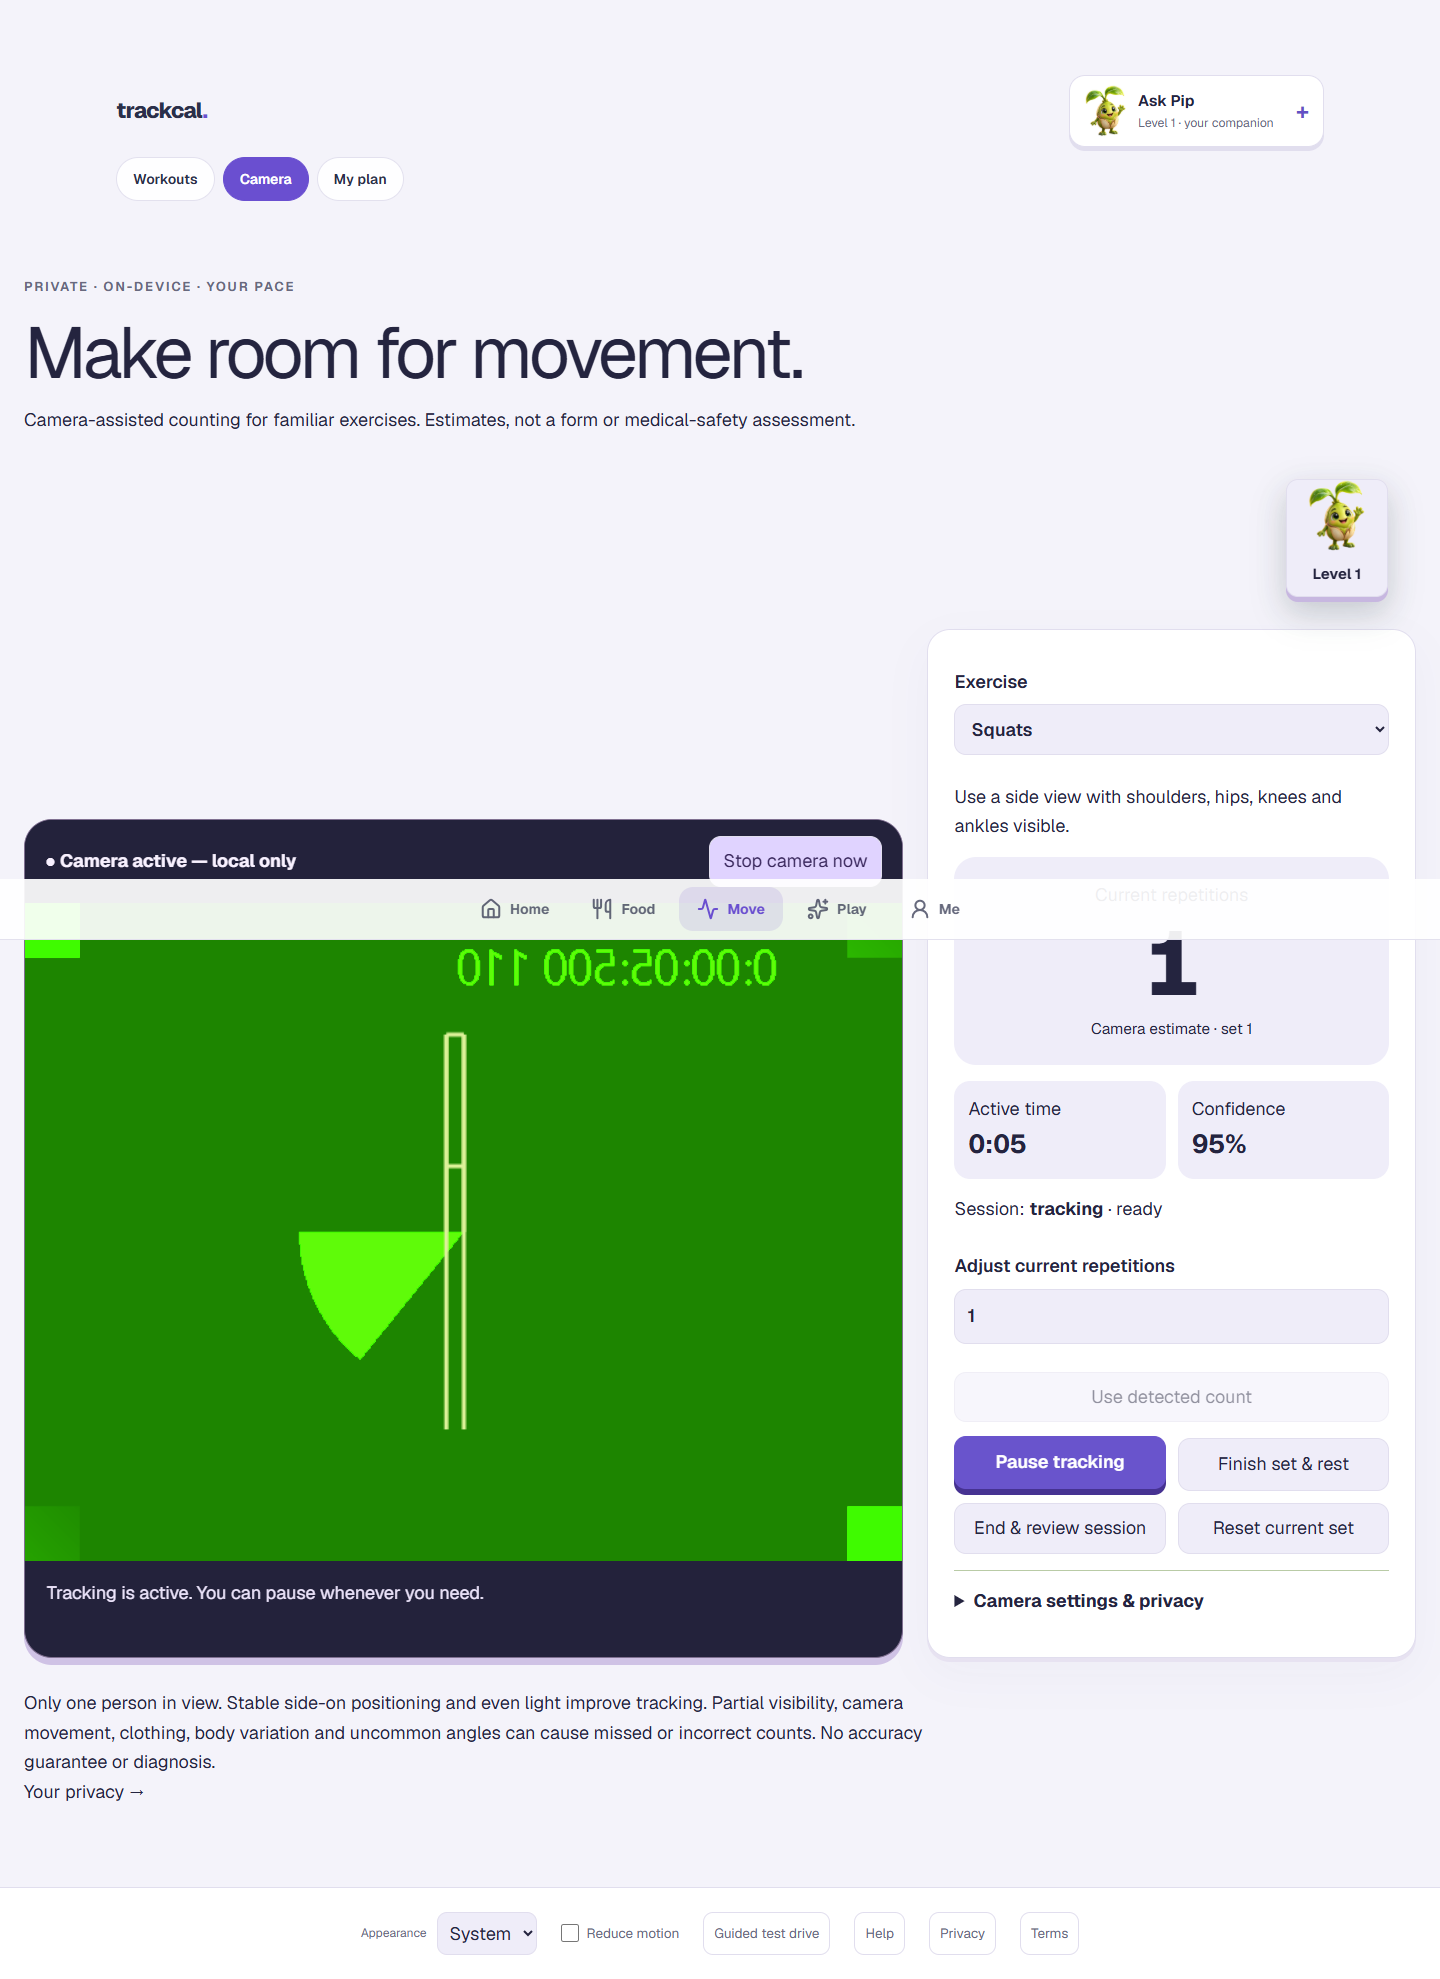 trackcal.
Ask Pip
Level 1 · your companion
+
Workouts
Camera
My plan
PRIVATE · ON-DEVICE · YOUR PACE
Make room for movement.
Camera-assisted counting for familiar exercises. Estimates, not a form or medical-safety assessment.
Level 1
Exercise
Squats
Use a side view with shoulders, hips, knees and
ankles visible.
● Camera active — local only
Stop camera now
Current repetitions
Home
Food
Move
Play
Me
0:00:05:500 110
1
Camera estimate · set 1
Active time
0:05
Confidence
95%
Session: tracking · ready
Adjust current repetitions
1
Use detected count
Pause tracking
Finish set & rest
End & review session
Reset current set
Tracking is active. You can pause whenever you need.
▶ Camera settings & privacy
Only one person in view. Stable side-on positioning and even light improve tracking. Partial visibility, camera
movement, clothing, body variation and uncommon angles can cause missed or incorrect counts. No accuracy
guarantee or diagnosis.
Your privacy →
Appearance
System
Reduce motion
Guided test drive
Help
Privacy
Terms